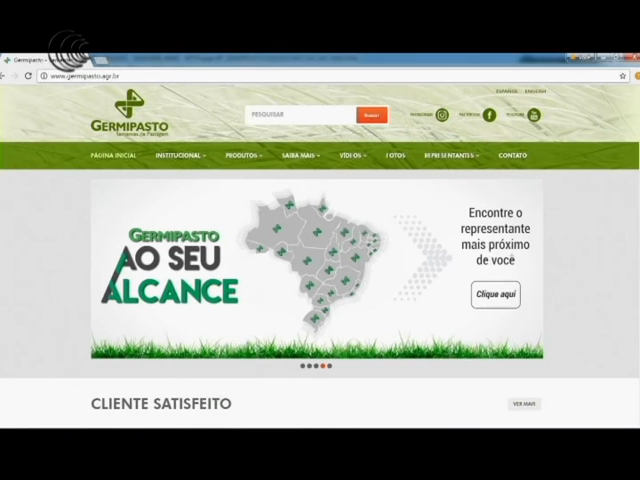 Germipasto - Sementes
www.germipasto.agr.br
ESPAÑOL ENGLISH
GERMIPASTO
Sementes de Pastagem
PESQUISAR
Buscar
INSTAGRAM
FACEBOOK
YOUTUBE
PÁGINA INICIAL INSTITUCIONAL PRODUTOS SAIBA MAIS VÍDEOS FOTOS REPRESENTANTES CONTATO
GERMIPASTO
AO SEU
ALCANCE
Encontre o
representante
mais próximo
de você
Clique aqui
CLIENTE SATISFEITO
VER MAIS